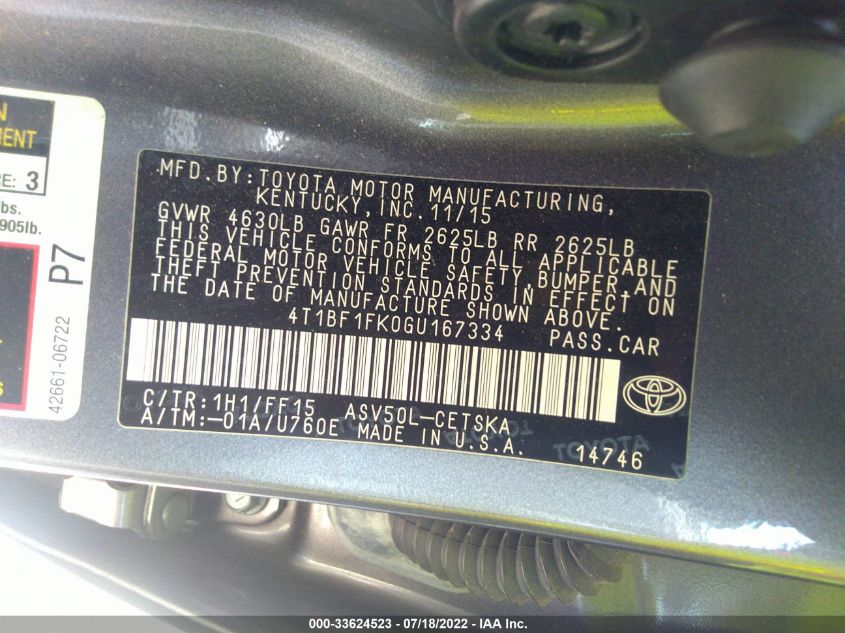 N
MENT
RE: 3
bs.
905lb.
P7
42661-06722
MFD.BY:TOYOTA MOTOR MANUFACTURING,
KENTUCKY,INC.11/15
GVWR 4630LB GAWR FR 2625LB RR 2625LB
THIS VEHICLE CONFORMS TO ALL APPLICABLE
FEDERAL MOTOR VEHICLE SAFETY,BUMPER,AND
THEFT PREVENTION STANDARDS IN EFFECT ON
THE DATE OF MANUFACTURE SHOWN ABOVE.
4T1BF1FK0GU167334 PASS.CAR
C/TR:1H1/FF15 ASV50L-CETSKA
A/TM:-01A/U760E MADE IN U.S.A.
14746
TOYOTA
000-33624523 - 07/18/2022 - IAA Inc.